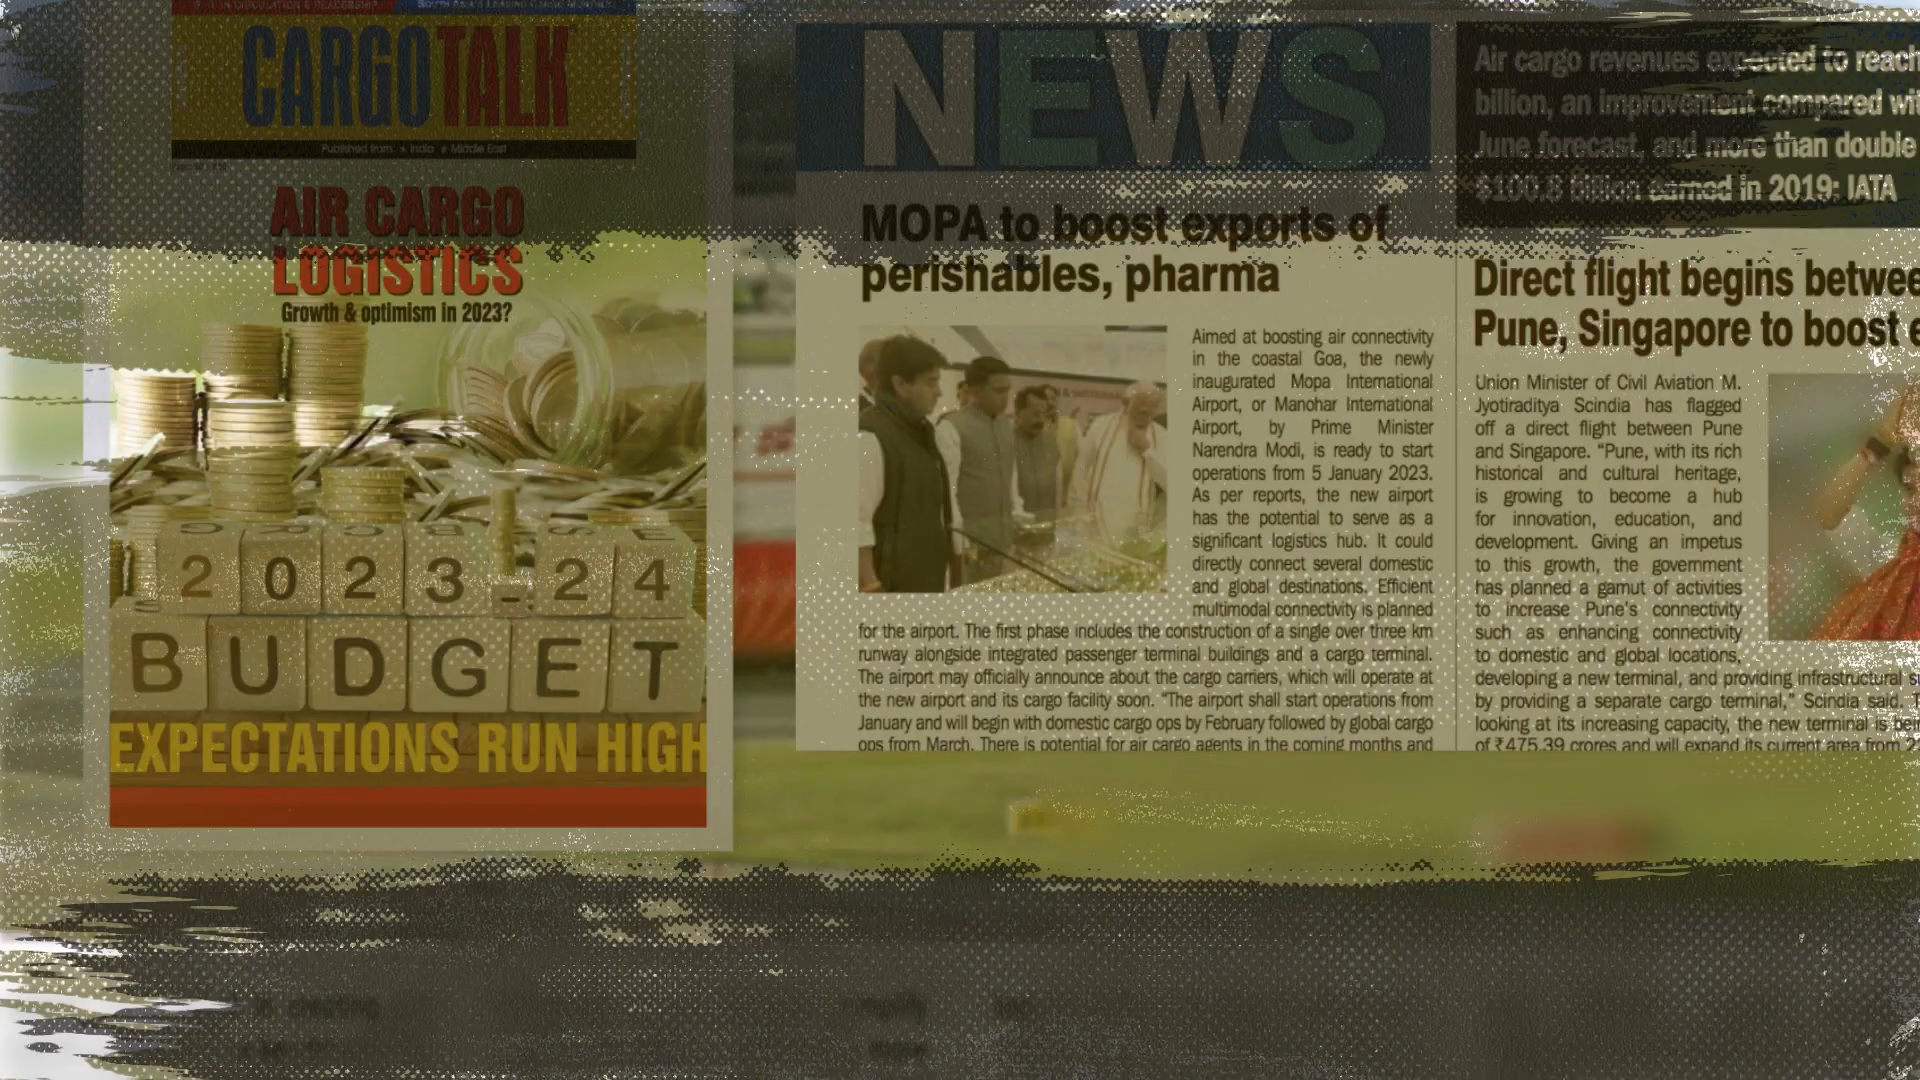 SOUTH ASIA'S LEADING CARGO MONTHLY
CARGOTALK
Published from: • India • Middle East
AIR CARGO
LOGISTICS
Growth & optimism in 2023?
2023-24
BUDGET
EXPECTATIONS RUN HIGH
NEWS
MOPA to boost exports of
perishables, pharma
Aimed at boosting air connectivity
in the coastal Goa, the newly
inaugurated Mopa International
Airport, or Manohar International
Airport, by Prime Minister
Narendra Modi, is ready to start
operations from 5 January 2023.
As per reports, the new airport
has the potential to serve as a
significant logistics hub. It could
directly connect several domestic
and global destinations. Efficient
multimodal connectivity is planned
for the airport. The first phase includes the construction of a single over three km
runway alongside integrated passenger terminal buildings and a cargo terminal.
The airport may officially announce about the cargo carriers, which will operate at
the new airport and its cargo facility soon. "The airport shall start operations from
January and will begin with domestic cargo ops by February followed by global cargo
ops from March. There is potential for air cargo agents in the coming months and
Air cargo revenues expected to reach
billion, an improvement compared
June forecast, and more than double
$100.8 billion earned in 2019: IATA
Direct flight begins
Pune, Singapore to boost
Union Minister of Civil Aviation M.
Jyotiraditya Scindia has flagged
off a direct flight between Pune
and Singapore. "Pune, with its rich
historical and cultural heritage,
is growing to become a hub
for innovation, education, and
development. Giving an impetus
to this growth, the government
has planned a gamut of activities
to increase Pune's connectivity
such as enhancing connectivity
to domestic and global locations,
developing a new terminal, and providing infrastructural
by providing a separate cargo terminal," Scindia said.
looking at its increasing capacity, the new terminal is
of ₹475.39 crores and will expand its current area from